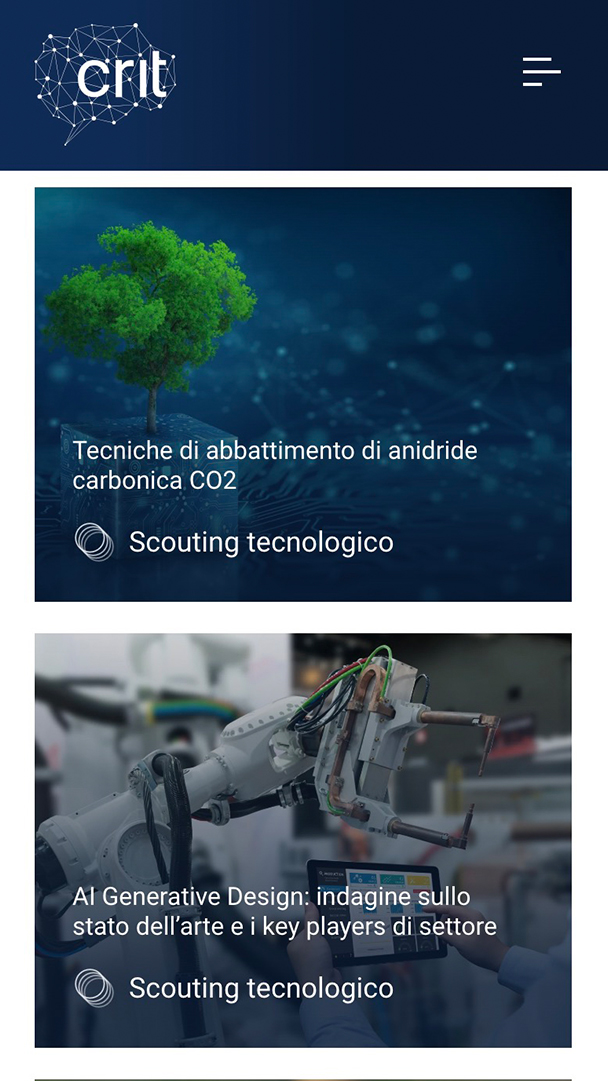 crit
Tecniche di abbattimento di anidride
carbonica CO2
Scouting tecnologico
AI Generative Design: indagine sullo
stato dell’arte e i key players di settore
Scouting tecnologico